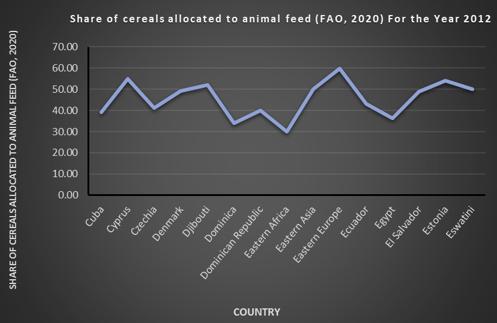 Share of cereals allocated to animal feed (FAO, 2020) For the Year 2012
SHARE OF CEREALS ALLOCATED TO ANIMAL FEED (FAO, 2020)
70.00
60.00
50.00
40.00
30.00
20.00
10.00
0.00
Cuba
Cyprus
Czechia
Denmark
Djibouti
Dominica
Dominican Republic
Eastern Africa
Eastern Asia
Eastern Europe
Ecuador
Egypt
El Salvador
Estonia
Eswatini
COUNTRY